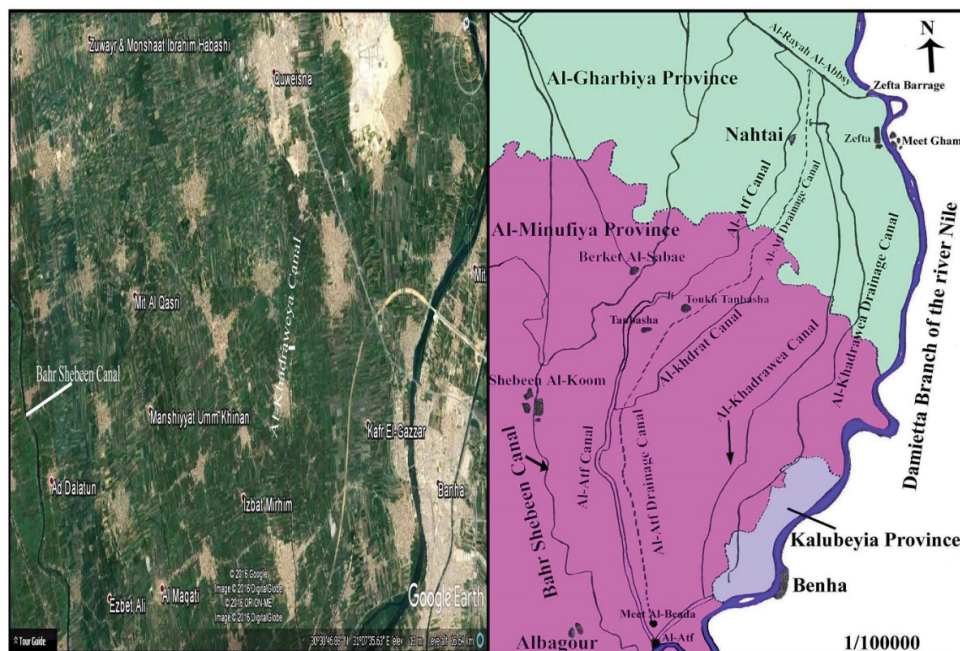 Zuwayr & Monshaat Ibrahim Habashi
Quweisna
Al-Khadraweya Canal
Mit Al Qasri
Mit
Bahr Shebeen Canal
Manshiyyat Umm Khinan
Kafr El-Gazzar
Ad Dalatun
Izbat Mirhim
Banha
© 2016 Google
Image © 2016 DigitalGlobe
© 2016 ORION-ME
Image © 2016 DigitalGlobe
Ezbet Ali
Al Maqati
Google Earth
Tour Guide
N
Al-Rayah Al-Abbsy
Al-Gharbiya Province
Zefta Barrage
Nahtai
Zefta
Meet Gham
Al-Atf Canal
Al-Atf Drainage Canal
Al-Minufiya Province
Berket Al-Sabae
Toukh Tanbasha
Tanbasha
Al-khdrat Canal
Al-Khadrawea Canal
Al-Khadrawea Drainage Canal
Damietta Branch of the river Nile
Shebeen Al-Koom
Bahr Shebeen Canal
Al-Atf Canal
Al-Atf Drainage Canal
Kalubeyia Province
Benha
Meet Al-Beada
Al-Atf
Albagour
1/100000